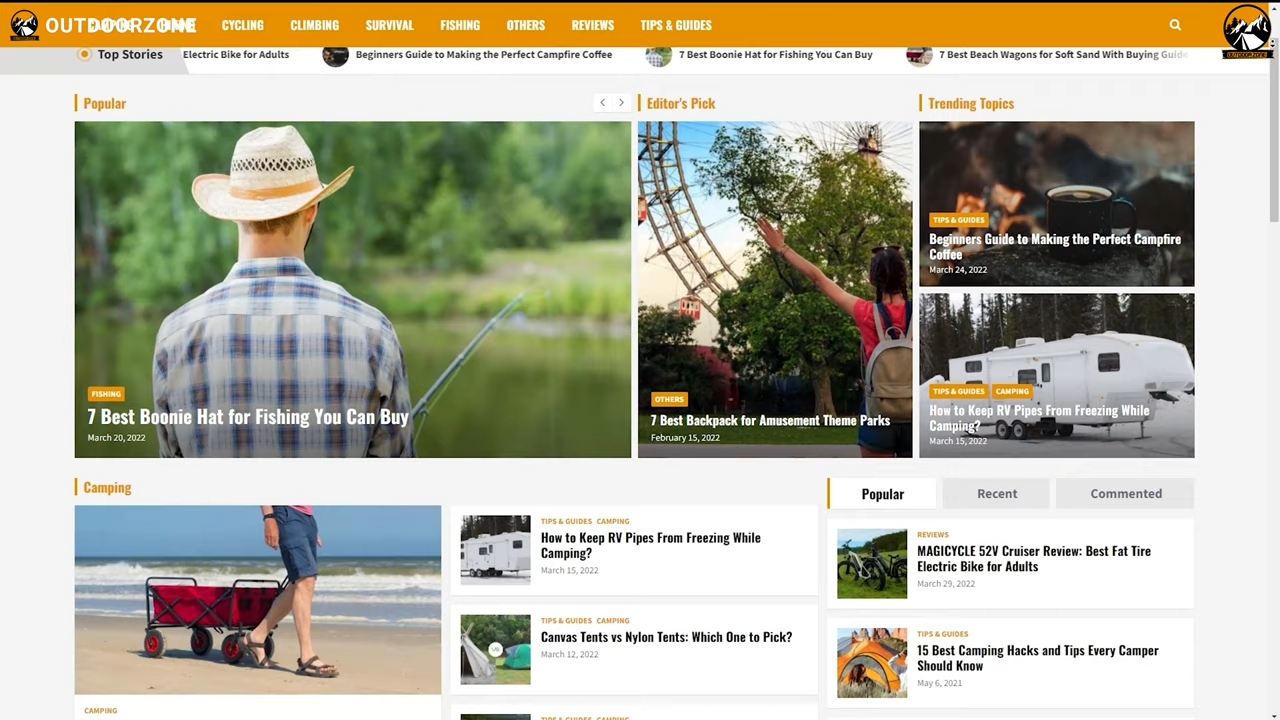 OUTDOORZONE
CYCLING
CLIMBING
SURVIVAL
FISHING
OTHERS
REVIEWS
TIPS & GUIDES
OUTDOORZONE
Top Stories
Electric Bike for Adults
Beginners Guide to Making the Perfect Campfire Coffee
7 Best Boonie Hat for Fishing You Can Buy
7 Best Beach Wagons for Soft Sand With Buying Guide
Popular
Editor's Pick
Trending Topics
FISHING
7 Best Boonie Hat for Fishing You Can Buy
March 20, 2022
OTHERS
7 Best Backpack for Amusement Theme Parks
February 15, 2022
TIPS & GUIDES
Beginners Guide to Making the Perfect Campfire
Coffee
March 24, 2022
TIPS & GUIDES CAMPING
How to Keep RV Pipes From Freezing While
Camping?
March 15, 2022
Camping
CAMPING
TIPS & GUIDES CAMPING
How to Keep RV Pipes From Freezing While
Camping?
March 15, 2022
TIPS & GUIDES CAMPING
Canvas Tents vs Nylon Tents: Which One to Pick?
March 12, 2022
VS
TIPS & GUIDES CAMPING
Popular
Recent
Commented
REVIEWS
MAGICYCLE 52V Cruiser Review: Best Fat Tire
Electric Bike for Adults
March 29, 2022
TIPS & GUIDES
15 Best Camping Hacks and Tips Every Camper
Should Know
May 6, 2021